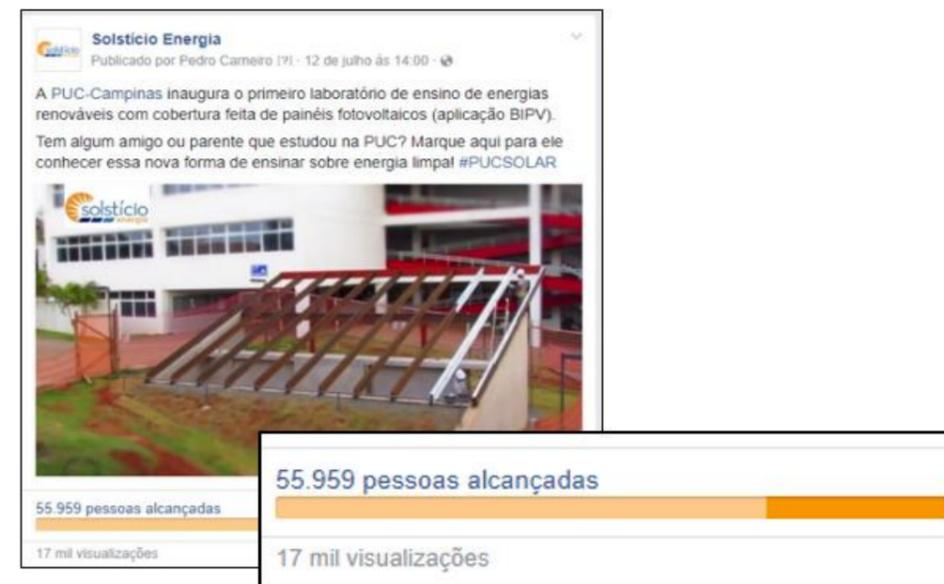 Solstício Energia
Publicado por Pedro Carneiro [?] · 12 de julho às 14:00 ·
A PUC-Campinas inaugura o primeiro laboratório de ensino de energias
renováveis com cobertura feita de painéis fotovoltaicos (aplicação BIPV).
Tem algum amigo ou parente que estudou na PUC? Marque aqui para ele
conhecer essa nova forma de ensinar sobre energia limpa! #PUCSOLAR
solstício
energia
55.959 pessoas alcançadas
17 mil visualizações
55.959 pessoas alcançadas
17 mil visualizações